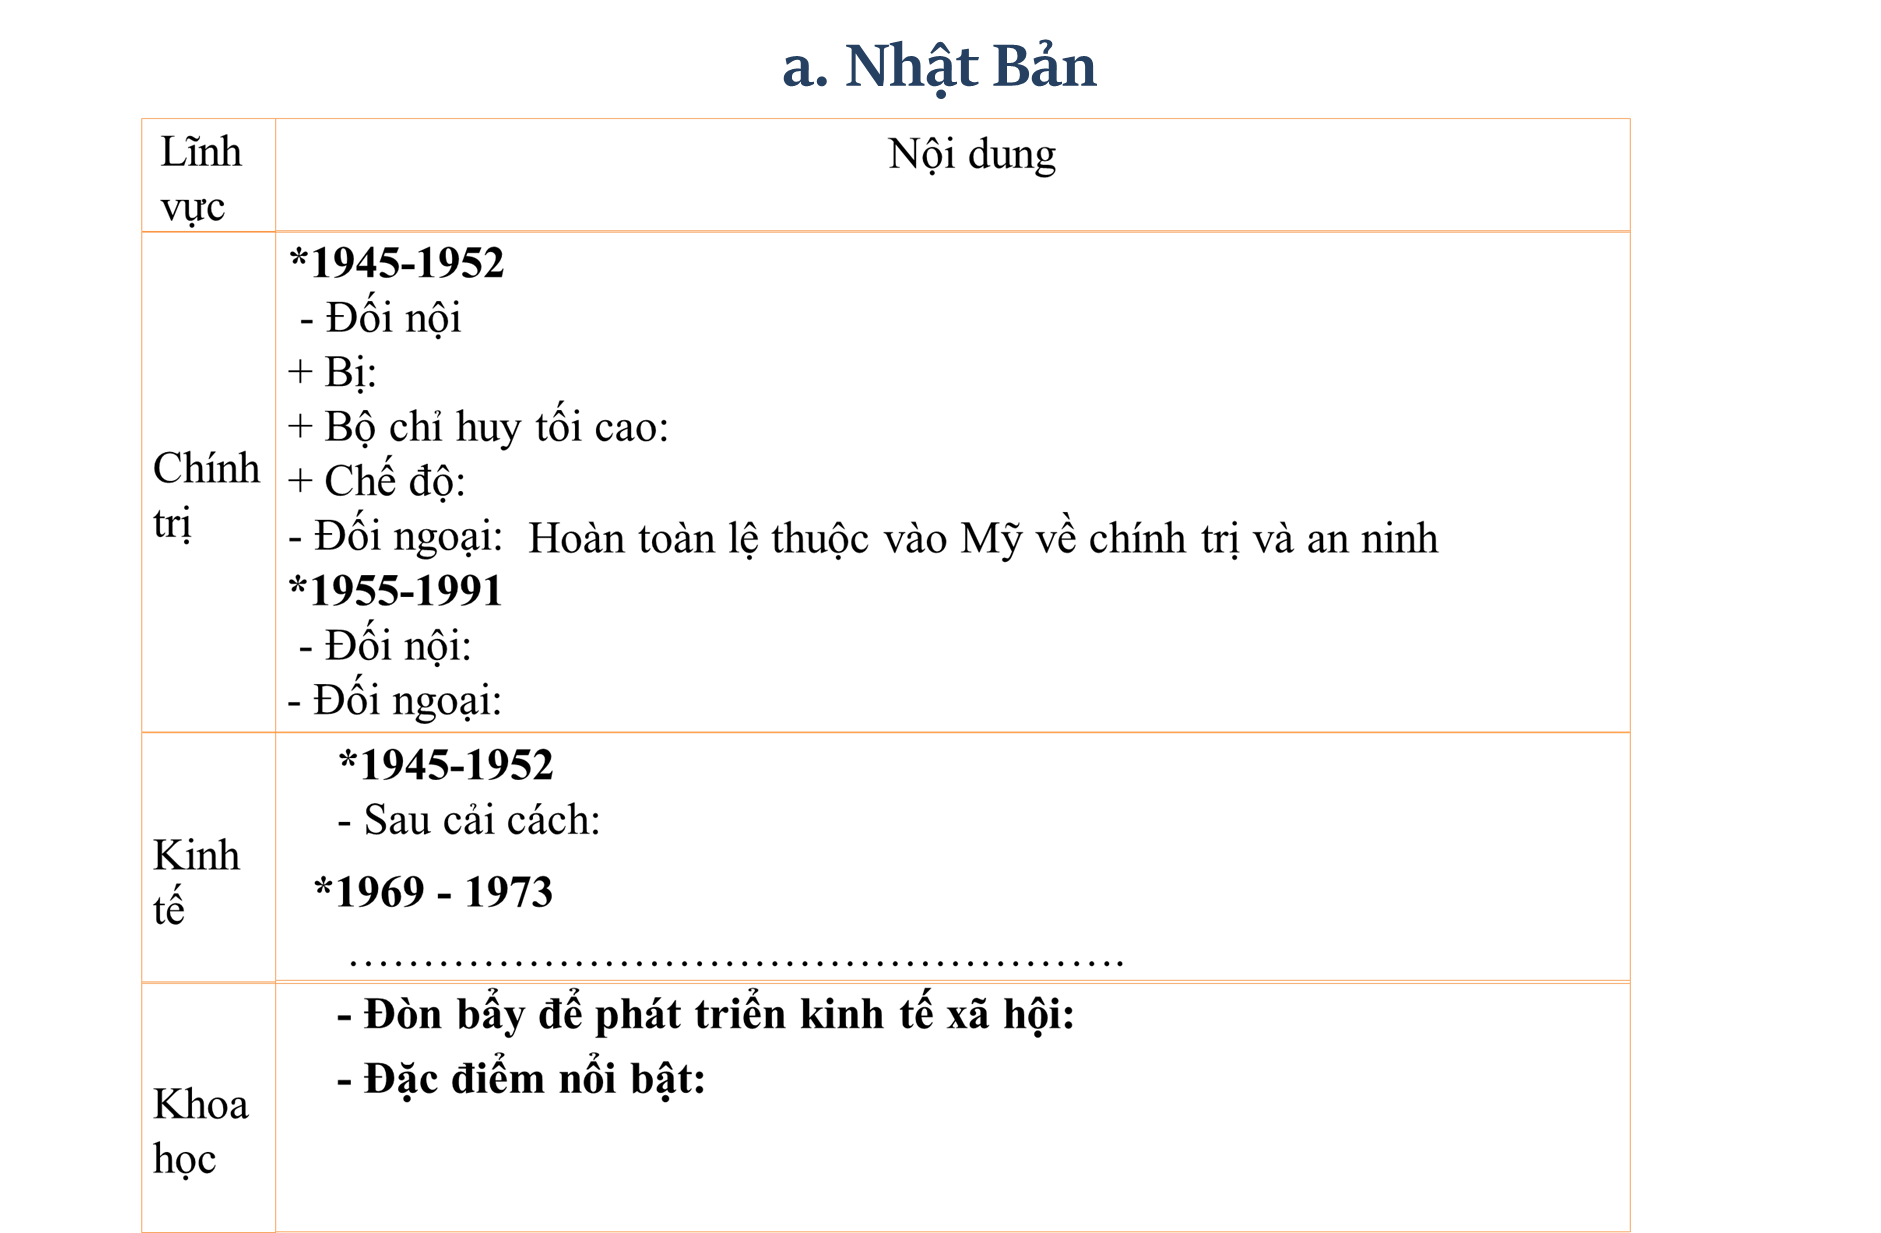 a. Nhật Bản
Lĩnh
vực
Nội dung
Chính
trị
*1945-1952
- Đối nội
+ Bị:
+ Bộ chỉ huy tối cao:
+ Chế độ:
- Đối ngoại: Hoàn toàn lệ thuộc vào Mỹ về chính trị và an ninh
*1955-1991
- Đối nội:
- Đối ngoại:
Kinh
tế
*1945-1952
- Sau cải cách:
*1969 - 1973
…………………………………………….
Khoa
học
- Đòn bẩy để phát triển kinh tế xã hội:
- Đặc điểm nổi bật: